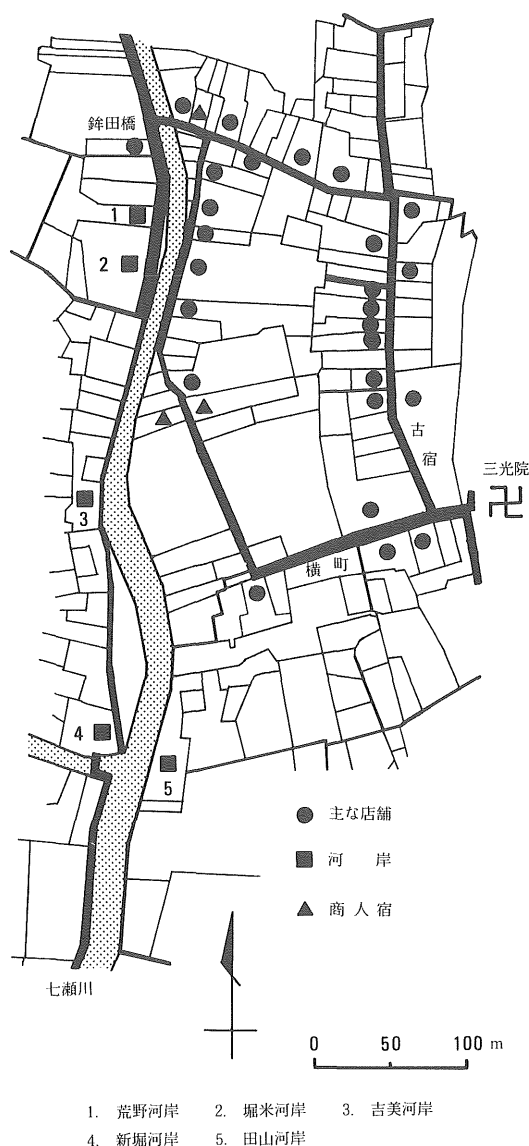 鉾田橋
1
2
3
古宿
三光院
横町
4
5
主な店舗
河岸
商人宿
七瀬川
0 50 100 m
1. 荒野河岸 2. 堀米河岸 3. 吉美河岸
4. 新堀河岸 5. 田山河岸